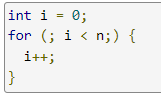 int i = 0;
for (; i < n;) {
  i++;
}